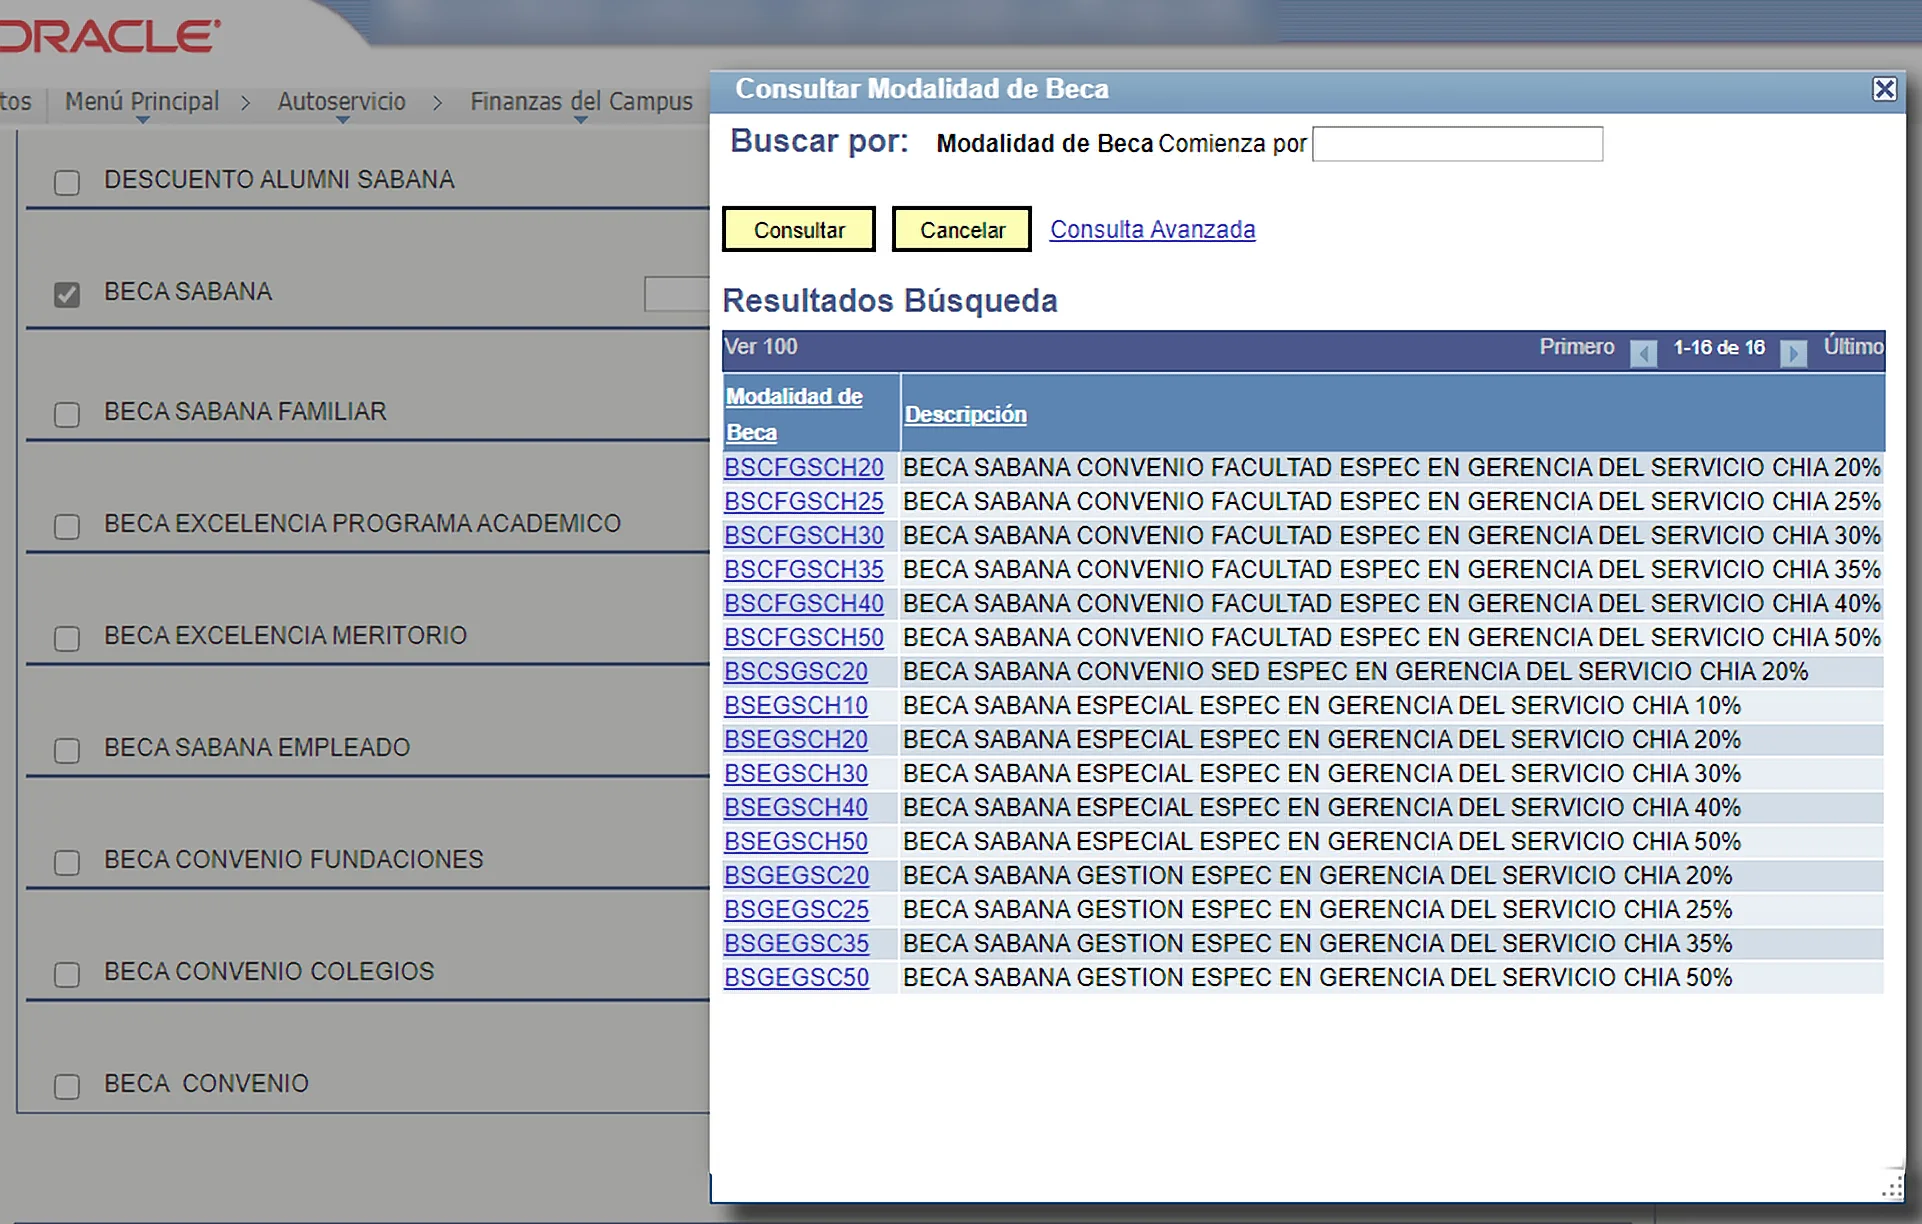 ORACLE
tos Menú Principal > Autoservicio > Finanzas del Campus
DESCUENTO ALUMNI SABANA
BECA SABANA
BECA SABANA FAMILIAR
BECA EXCELENCIA PROGRAMA ACADEMICO
BECA EXCELENCIA MERITORIO
BECA SABANA EMPLEADO
BECA CONVENIO FUNDACIONES
BECA CONVENIO COLEGIOS
BECA CONVENIO
Consultar Modalidad de Beca
Buscar por: Modalidad de Beca Comienza por
Consultar Cancelar Consulta Avanzada
Resultados Búsqueda
Ver 100 Primero 1-16 de 16 Último
Modalidad de
Beca Descripción
BSCFGSCH20 BECA SABANA CONVENIO FACULTAD ESPEC EN GERENCIA DEL SERVICIO CHIA 20%
BSCFGSCH25 BECA SABANA CONVENIO FACULTAD ESPEC EN GERENCIA DEL SERVICIO CHIA 25%
BSCFGSCH30 BECA SABANA CONVENIO FACULTAD ESPEC EN GERENCIA DEL SERVICIO CHIA 30%
BSCFGSCH35 BECA SABANA CONVENIO FACULTAD ESPEC EN GERENCIA DEL SERVICIO CHIA 35%
BSCFGSCH40 BECA SABANA CONVENIO FACULTAD ESPEC EN GERENCIA DEL SERVICIO CHIA 40%
BSCFGSCH50 BECA SABANA CONVENIO FACULTAD ESPEC EN GERENCIA DEL SERVICIO CHIA 50%
BSCSGSC20 BECA SABANA CONVENIO SED ESPEC EN GERENCIA DEL SERVICIO CHIA 20%
BSEGSCH10 BECA SABANA ESPECIAL ESPEC EN GERENCIA DEL SERVICIO CHIA 10%
BSEGSCH20 BECA SABANA ESPECIAL ESPEC EN GERENCIA DEL SERVICIO CHIA 20%
BSEGSCH30 BECA SABANA ESPECIAL ESPEC EN GERENCIA DEL SERVICIO CHIA 30%
BSEGSCH40 BECA SABANA ESPECIAL ESPEC EN GERENCIA DEL SERVICIO CHIA 40%
BSEGSCH50 BECA SABANA ESPECIAL ESPEC EN GERENCIA DEL SERVICIO CHIA 50%
BSGEGSC20 BECA SABANA GESTION ESPEC EN GERENCIA DEL SERVICIO CHIA 20%
BSGEGSC25 BECA SABANA GESTION ESPEC EN GERENCIA DEL SERVICIO CHIA 25%
BSGEGSC35 BECA SABANA GESTION ESPEC EN GERENCIA DEL SERVICIO CHIA 35%
BSGEGSC50 BECA SABANA GESTION ESPEC EN GERENCIA DEL SERVICIO CHIA 50%